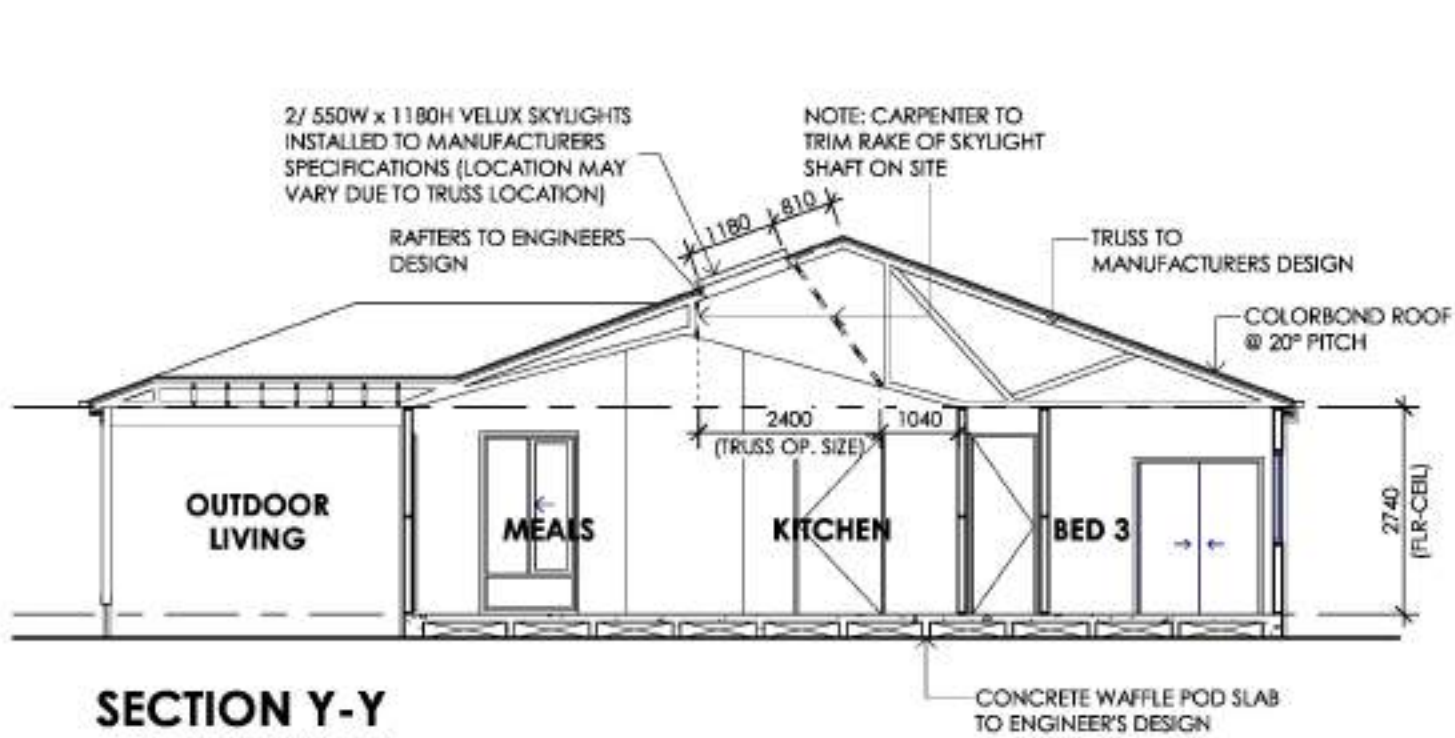 2/ 550W x 1180H VELUX SKYLIGHTS
INSTALLED TO MANUFACTURERS
SPECIFICATIONS (LOCATION MAY
VARY DUE TO TRUSS LOCATION)
NOTE: CARPENTER TO
TRIM RAKE OF SKYLIGHT
SHAFT ON SITE
1180
810
RAFTERS TO ENGINEERS
DESIGN
TRUSS TO
MANUFACTURERS DESIGN
COLORBOND ROOF
@ 20° PITCH
2400
(TRUSS OP. SIZE)
1040
OUTDOOR
LIVING
MEALS
KITCHEN
BED 3
2740
(FLR-CEIL)
SECTION Y-Y
CONCRETE WAFFLE POD SLAB
TO ENGINEER'S DESIGN